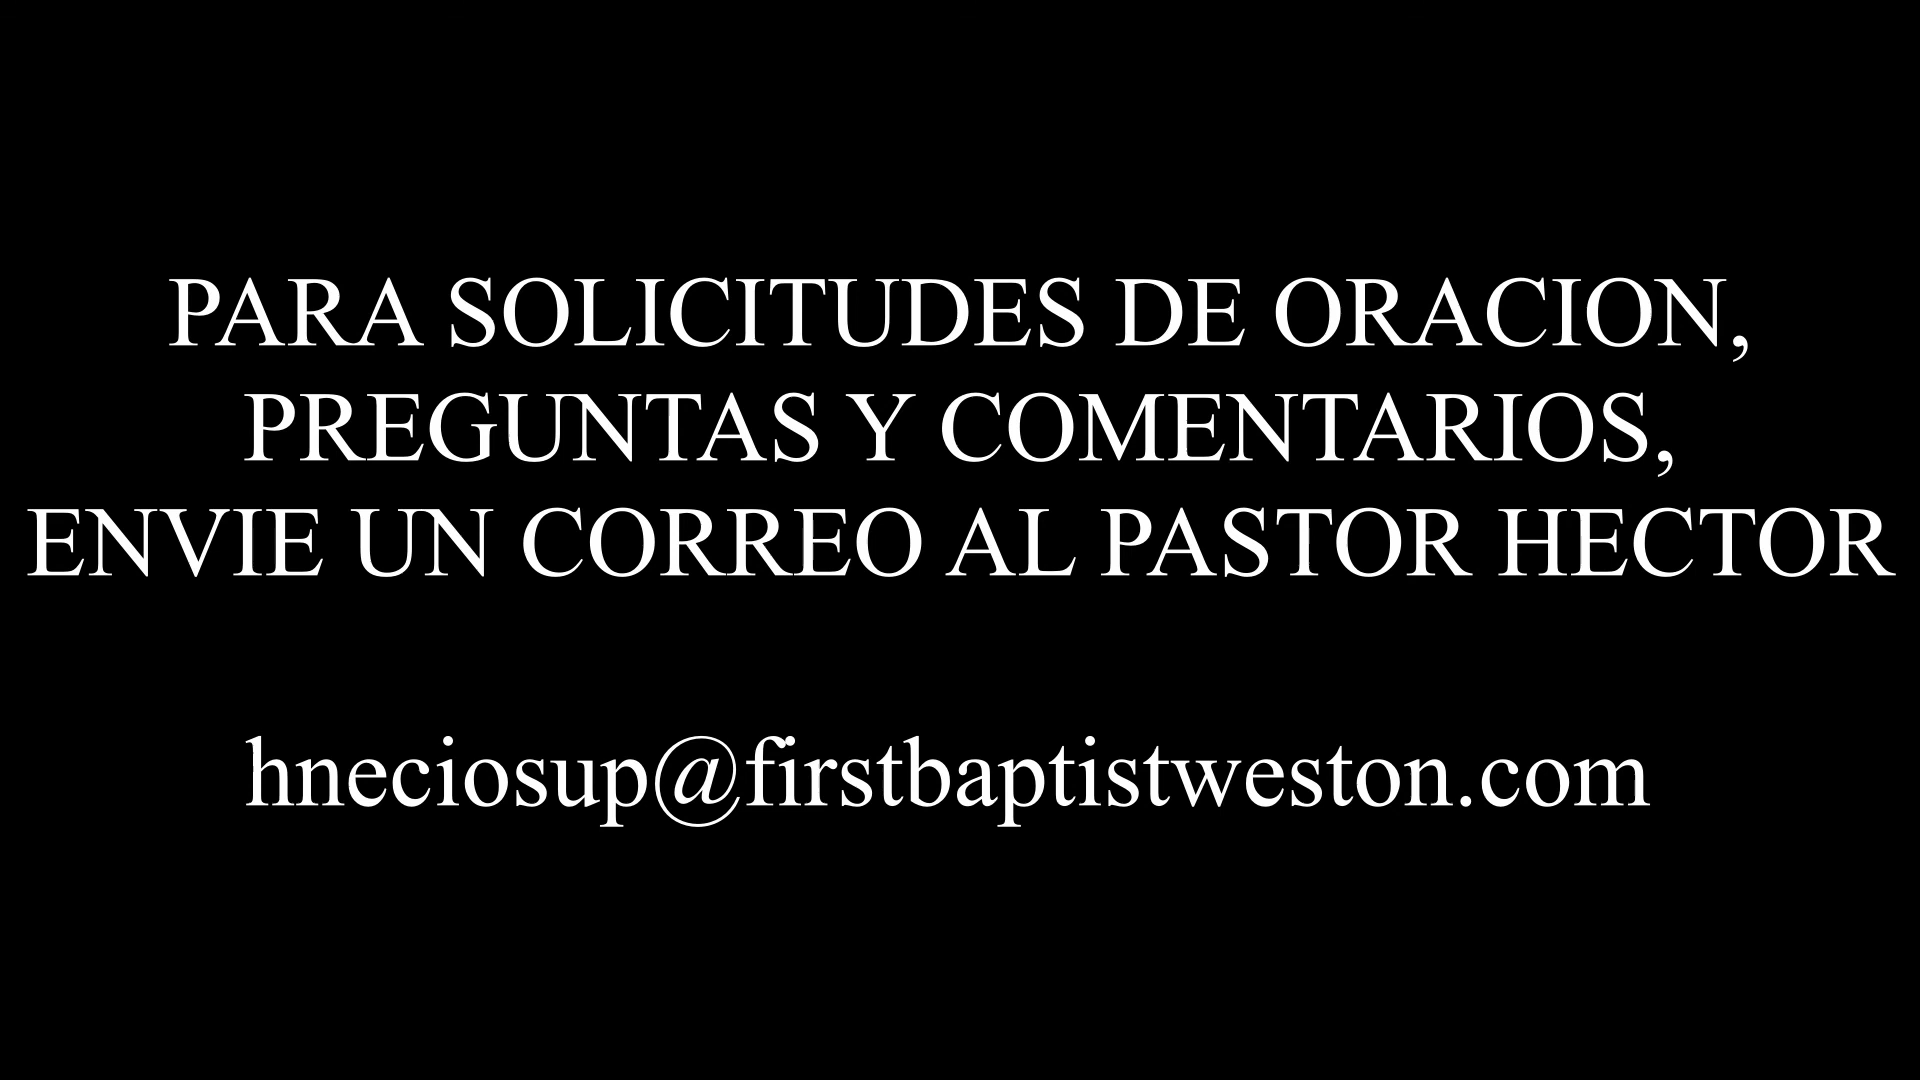 PARA SOLICITUDES DE ORACION,
PREGUNTAS Y COMENTARIOS,
ENVIE UN CORREO AL PASTOR HECTOR
hneciosup@firstbaptistweston.com